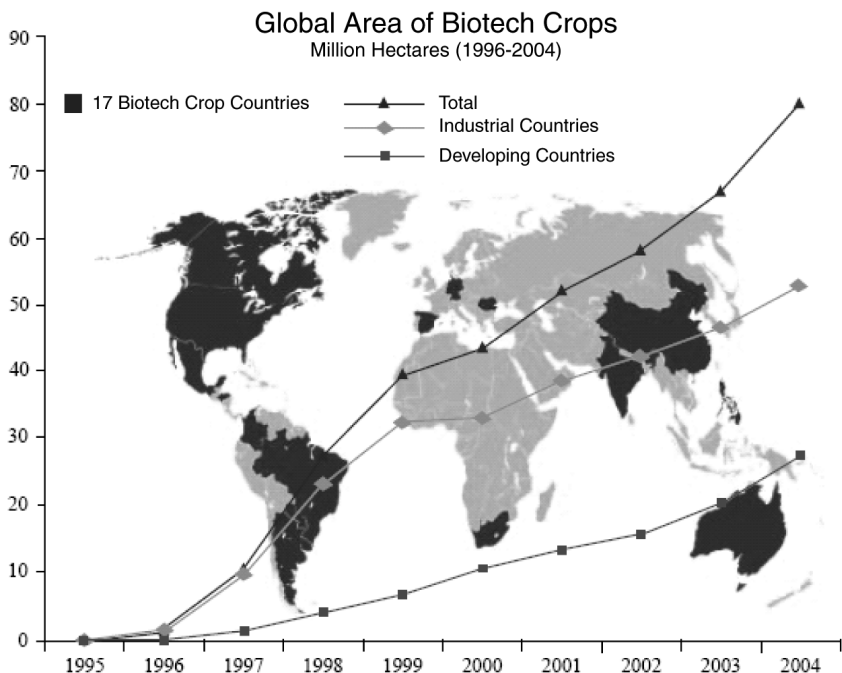 Global Area of Biotech Crops
Million Hectares (1996-2004)
17 Biotech Crop Countries
Total
Industrial Countries
Developing Countries
90
80
70
60
50
40
30
20
10
0
1995 1996 1997 1998 1999 2000 2001 2002 2003 2004